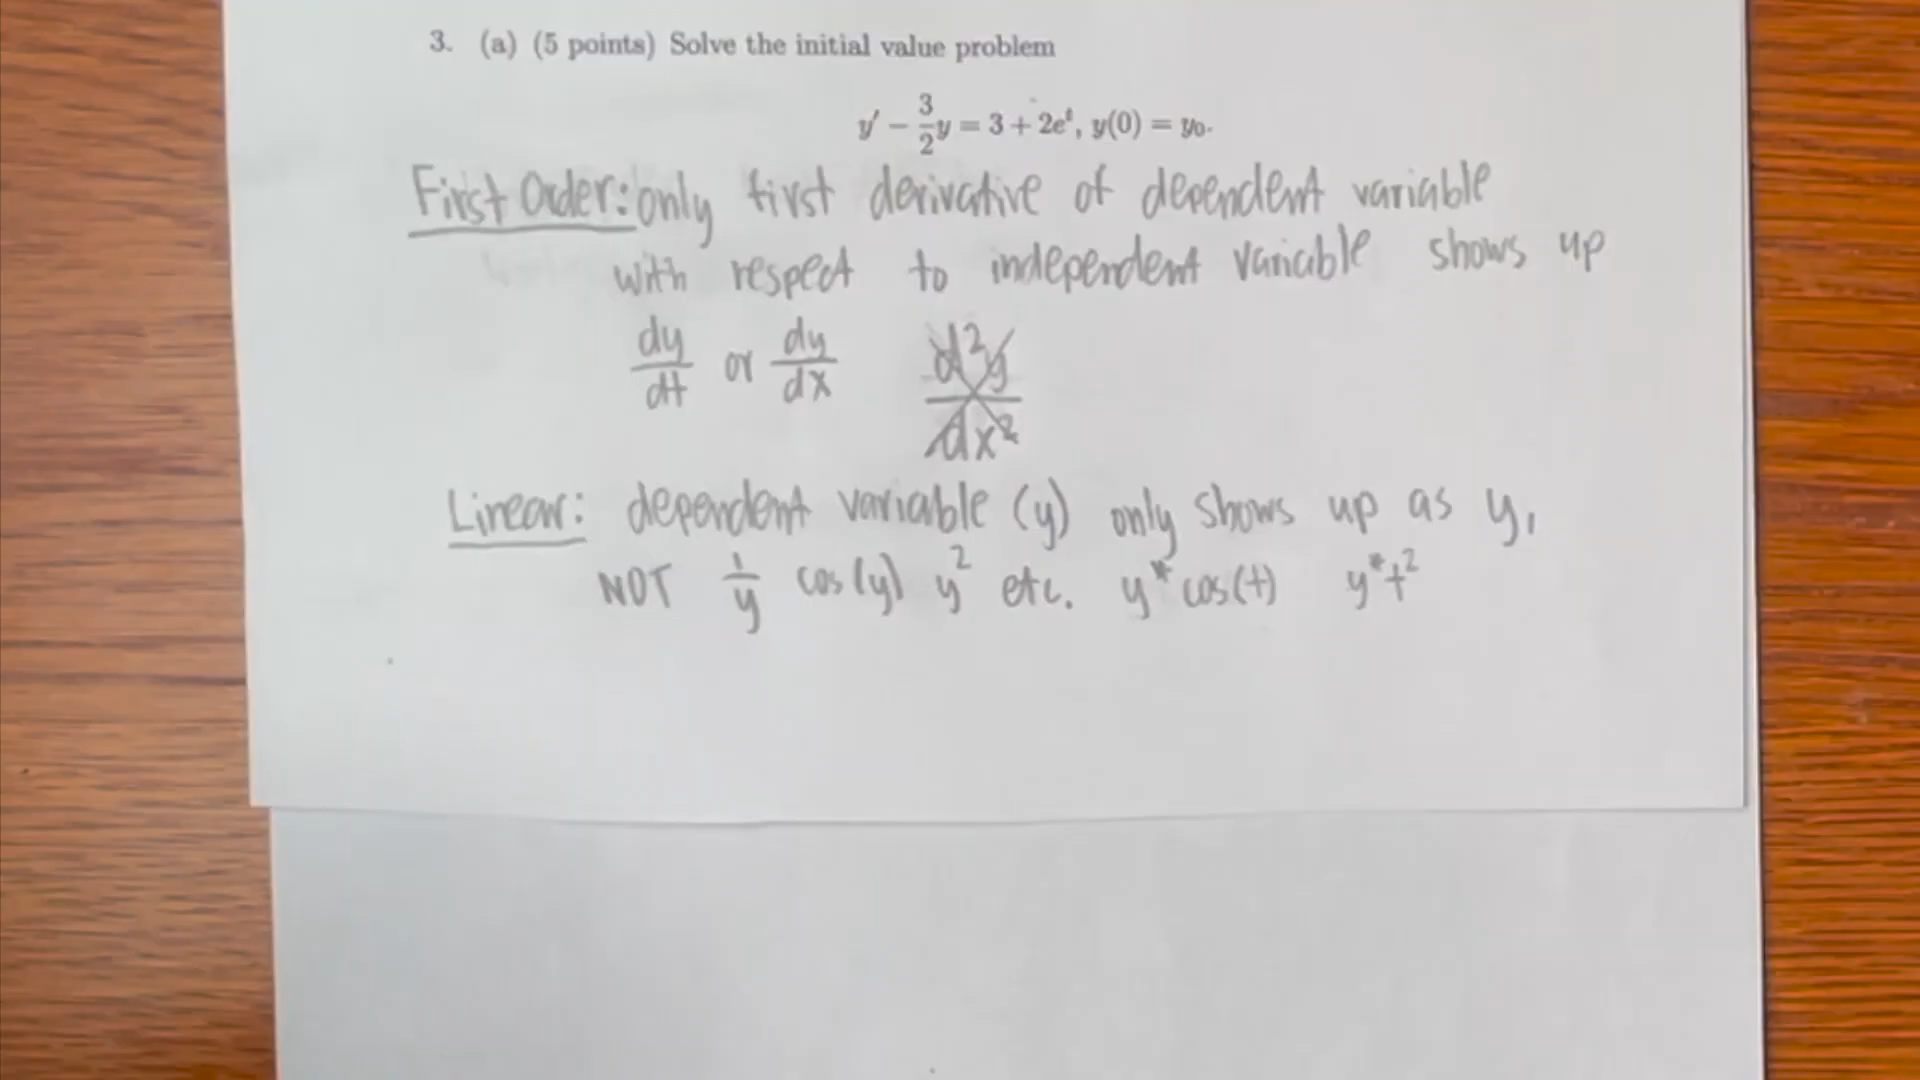 3. (a) (5 points) Solve the initial value problem
y′ − 3/2 y = 3 + 2e^t, y(0) = y₀.
First Order: only first derivative of dependent variable
with respect to independent variable shows up
dy/dt or dy/dx d²y/dx²
Linear: dependent variable (y) only shows up as y,
NOT 1/y cos(y) y² etc. y*cos(t) y*t²